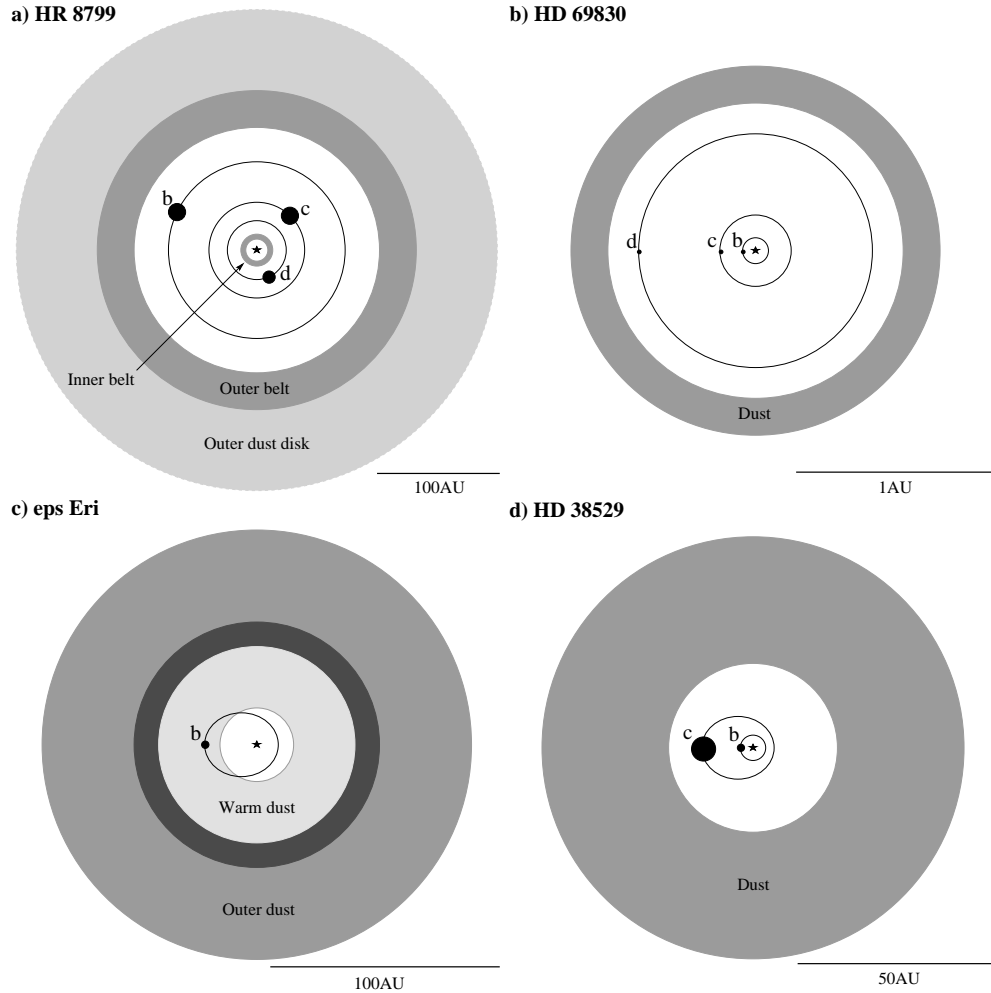 a) HR 8799
b
c
d
Inner belt
Outer belt
Outer dust disk
100AU
b) HD 69830
d
c
b
Dust
1AU
c) eps Eri
b
Warm dust
Outer dust
100AU
d) HD 38529
c
b
Dust
50AU